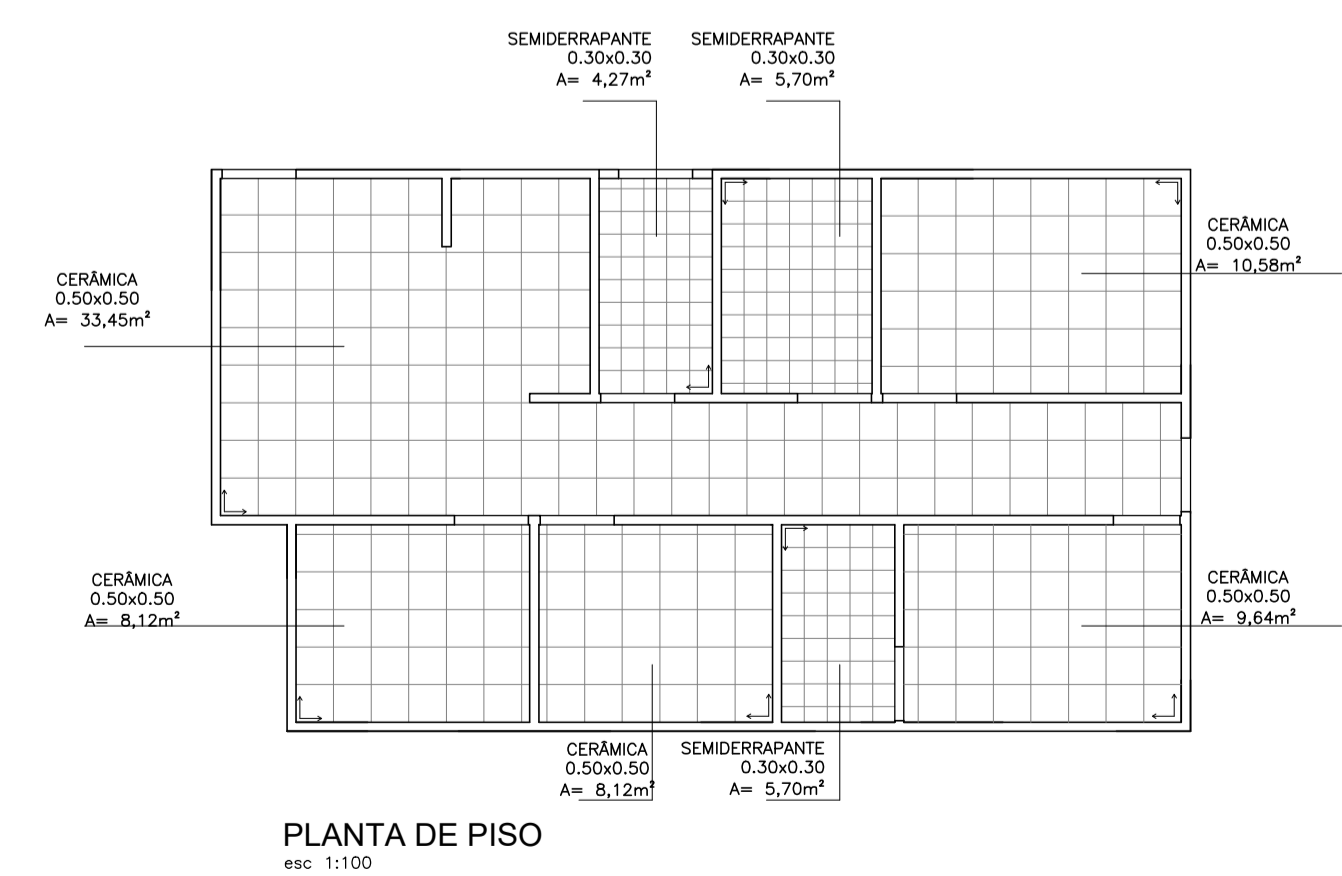 SEMIDERRAPANTE
0.30x0.30
A= 4,27m²
SEMIDERRAPANTE
0.30x0.30
A= 5,70m²
CERÂMICA
0.50x0.50
A= 10,58m²
CERÂMICA
0.50x0.50
A= 33,45m²
CERÂMICA
0.50x0.50
A= 8,12m²
CERÂMICA
0.50x0.50
A= 9,64m²
CERÂMICA
0.50x0.50
A= 8,12m²
SEMIDERRAPANTE
0.30x0.30
A= 5,70m²
PLANTA DE PISO
esc 1:100